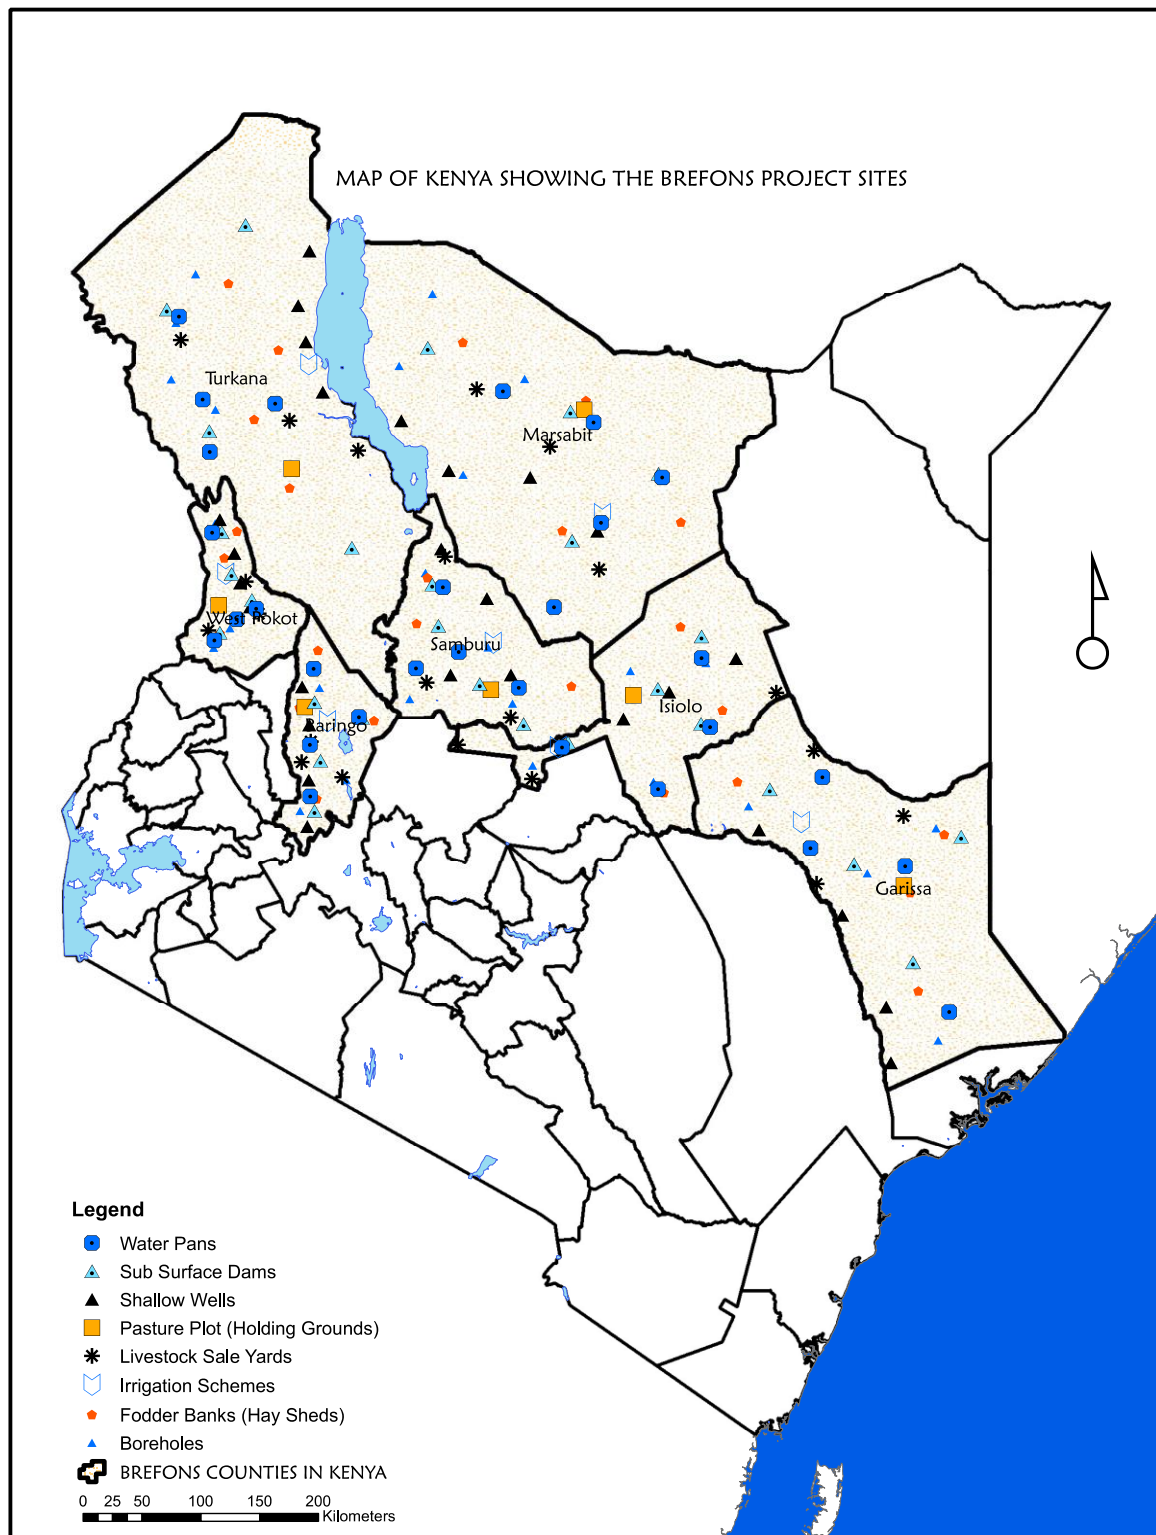 MAP OF KENYA SHOWING THE BREFONS PROJECT SITES
Turkana
Marsabit
West Pokot
Samburu
Isiolo
Baringo
Garissa
Legend
Water Pans
Sub Surface Dams
Shallow Wells
Pasture Plot (Holding Grounds)
Livestock Sale Yards
Irrigation Schemes
Fodder Banks (Hay Sheds)
Boreholes
BREFONS COUNTIES IN KENYA
0 25 50 100 150 200
Kilometers